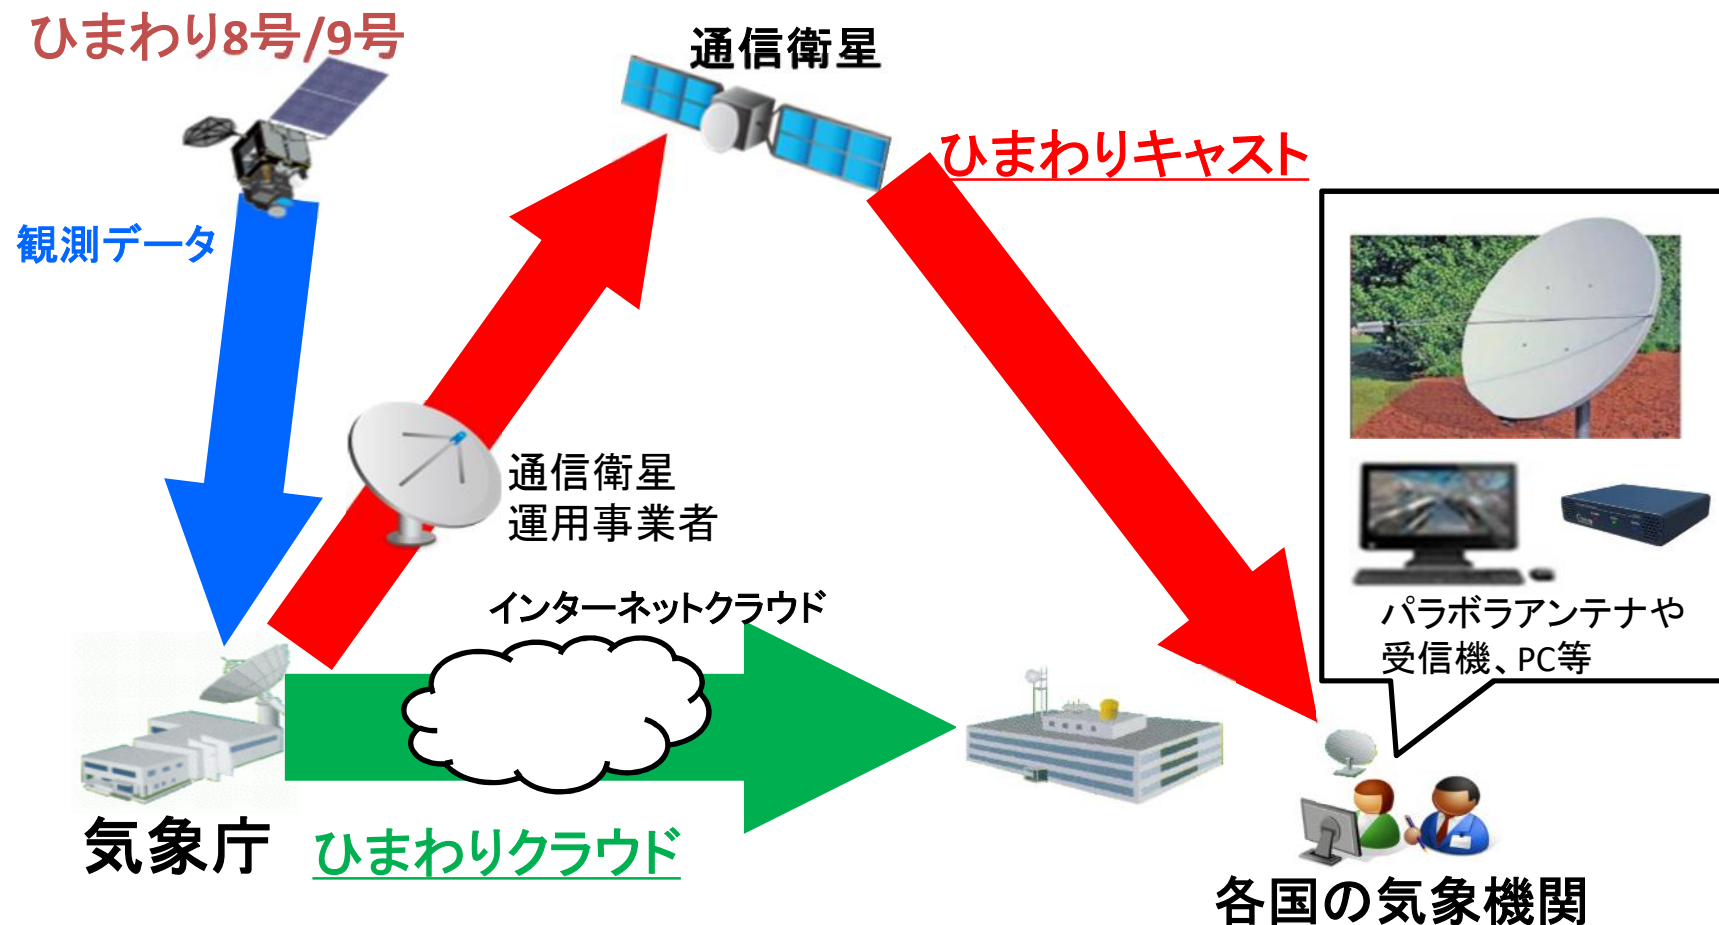 ひまわり8号/9号
通信衛星
ひまわりキャスト
観測データ
通信衛星
運用事業者
インターネットクラウド
パラボラアンテナや
受信機、PC等
気象庁
ひまわりクラウド
各国の気象機関